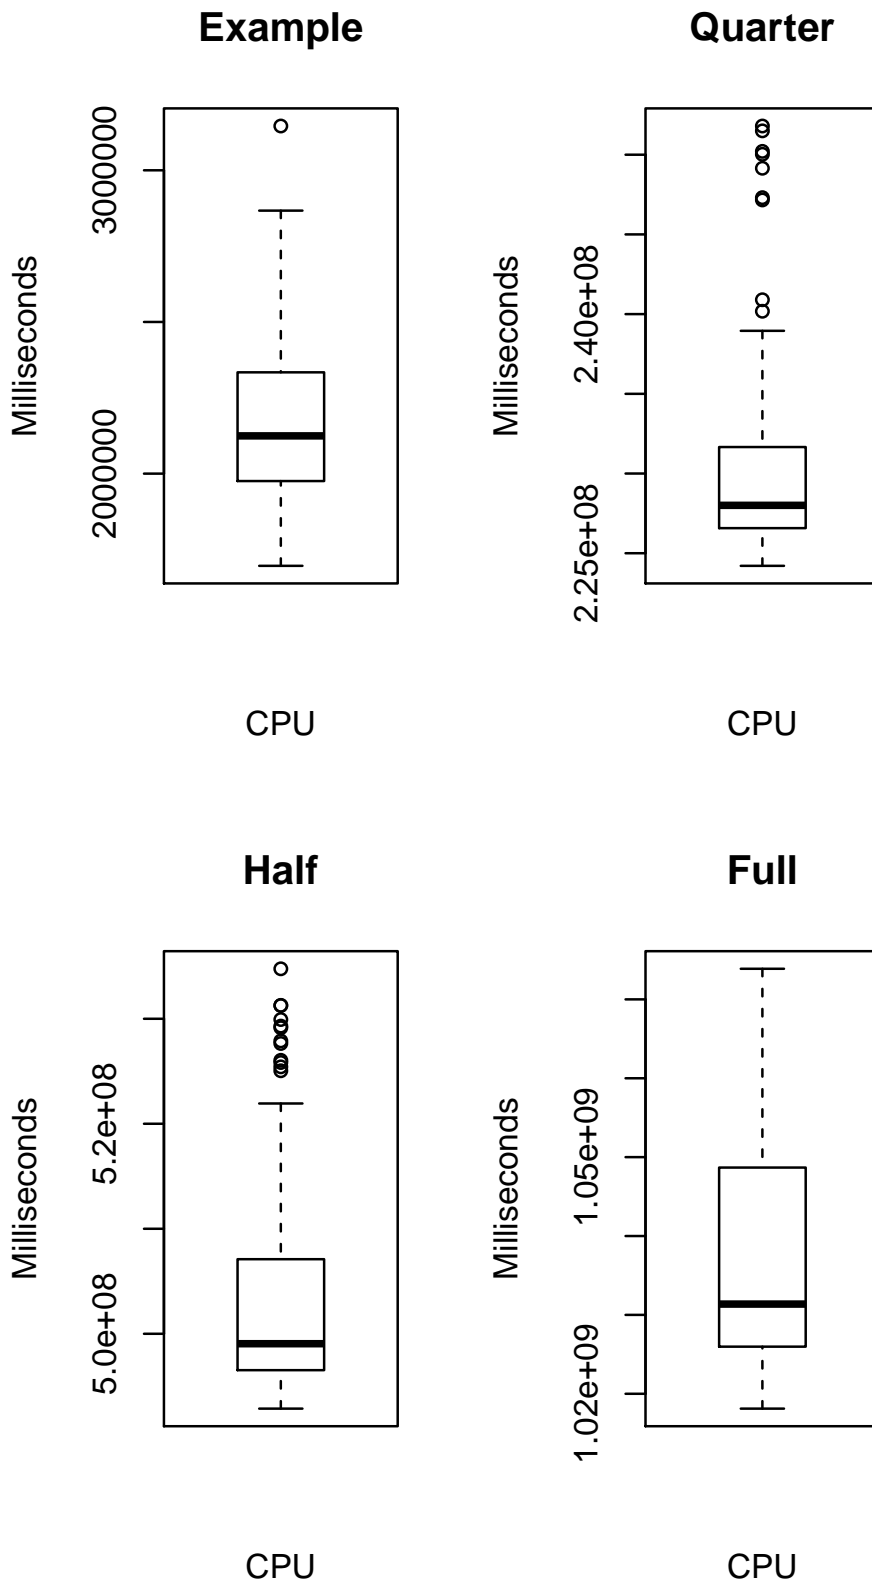 Example
Milliseconds
3000000
2000000
CPU
Quarter
Milliseconds
2.40e+08
2.25e+08
CPU
Half
Milliseconds
5.2e+08
5.0e+08
CPU
Full
Milliseconds
1.05e+09
1.02e+09
CPU